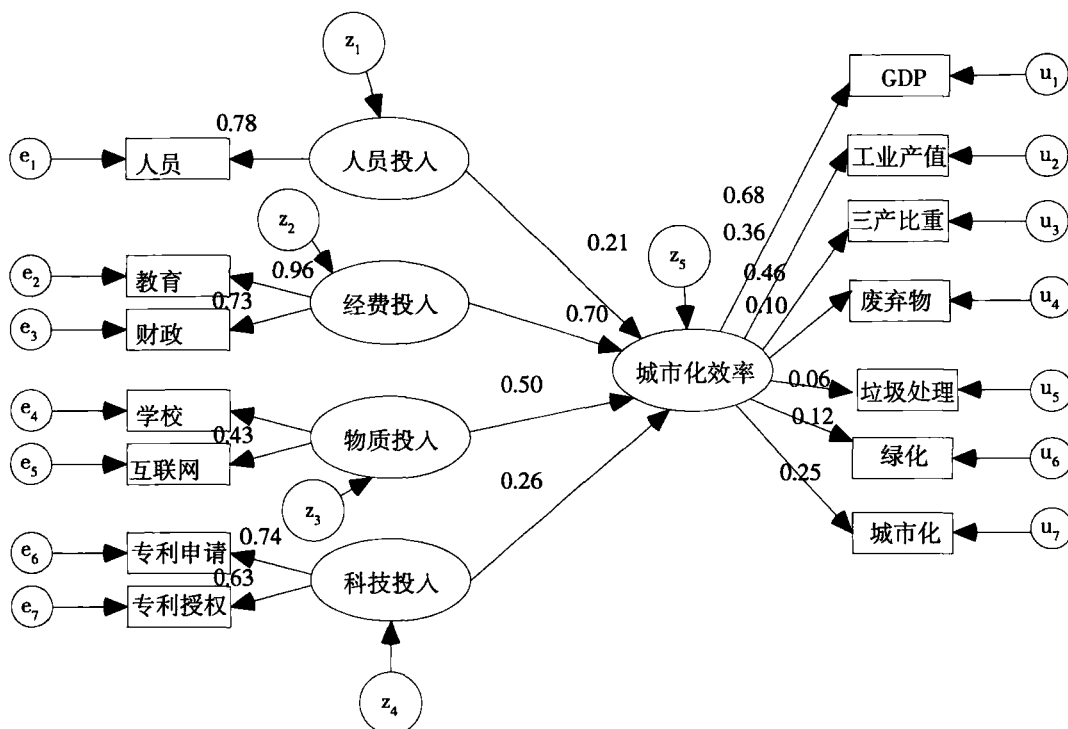 z₁
GDP
u₁
0.78
e₁
人员
人员投入
工业产值
u₂
z₂
0.68
三产比重
u₃
0.21
0.36
z₅
e₂
教育
0.96
经费投入
0.46
废弃物
u₄
e₃
财政
0.73
0.70
0.10
城市化效率
0.06
垃圾处理
u₅
e₄
学校
0.50
0.12
e₅
互联网
0.43
物质投入
绿化
u₆
z₃
0.26
0.25
e₆
专利申请
0.74
城市化
u₇
e₇
专利授权
0.63
科技投入
z₄